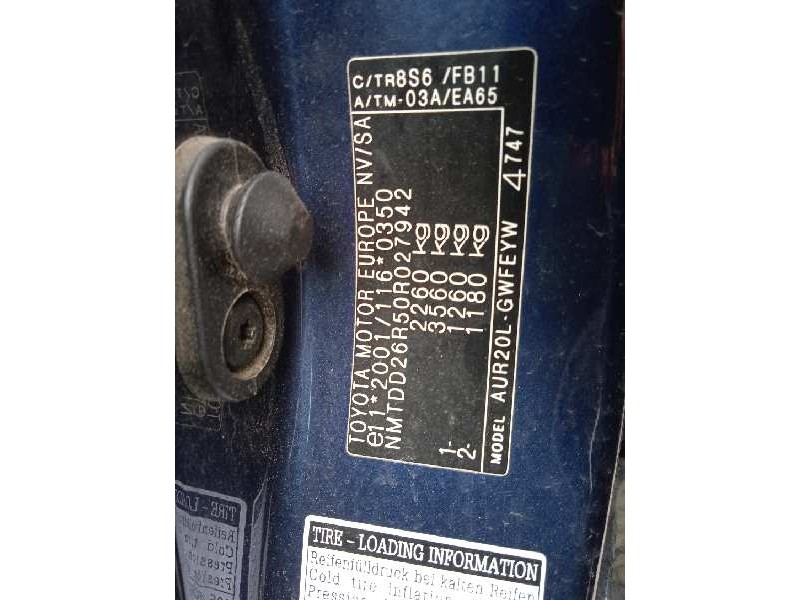 TOYOTA MOTOR EUROPE NV/SA
e11*2001/116*0350
NMTDD26R50R027942
2260 kg
3560 kg
1- 1260 kg
2- 1180 kg
MODEL AUR20L-GWFEYW 4747
C/TR8S6 /FB11
A/TM-03A/EA65
TIRE - LOADING INFORMATION
Reifenfülldruck bei kalten Reifen
Cold tire inflation
Pression